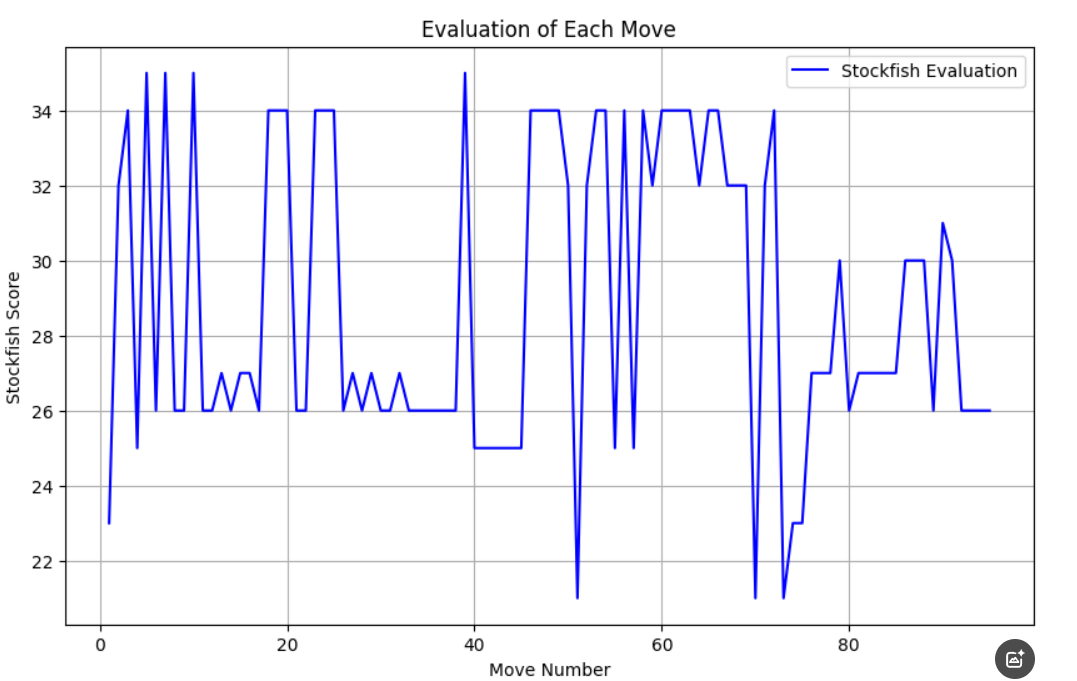 Evaluation of Each Move
Stockfish Evaluation
Stockfish Score
34
32
30
28
26
24
22
0 20 40 60 80
Move Number